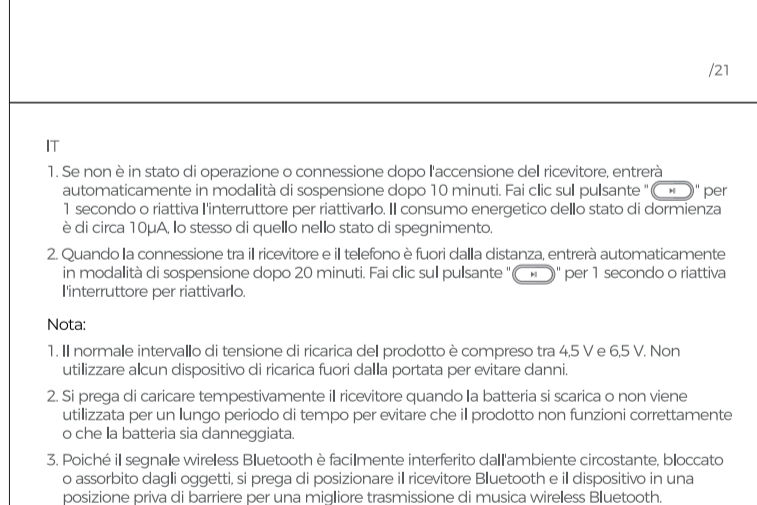 /21
IT
1. Se non è in stato di operazione o connessione dopo l'accensione del ricevitore, entrerà
automaticamente in modalità di sospensione dopo 10 minuti. Fai clic sul pulsante "⏯" per
1 secondo o riattiva l'interruttore per riattivarlo. Il consumo energetico dello stato di dormienza
è di circa 10μA, lo stesso di quello nello stato di spegnimento.
2. Quando la connessione tra il ricevitore e il telefono è fuori dalla distanza, entrerà automaticamente
in modalità di sospensione dopo 20 minuti. Fai clic sul pulsante "⏯" per 1 secondo o riattiva
l'interruttore per riattivarlo.
Nota:
1. Il normale intervallo di tensione di ricarica del prodotto è compreso tra 4,5 V e 6,5 V. Non
utilizzare alcun dispositivo di ricarica fuori dalla portata per evitare danni.
2. Si prega di caricare tempestivamente il ricevitore quando la batteria si scarica o non viene
utilizzata per un lungo periodo di tempo per evitare che il prodotto non funzioni correttamente
o che la batteria sia danneggiata.
3. Poiché il segnale wireless Bluetooth è facilmente interferito dall'ambiente circostante, bloccato
o assorbito dagli oggetti, si prega di posizionare il ricevitore Bluetooth e il dispositivo in una
posizione priva di barriere per una migliore trasmissione di musica wireless Bluetooth.